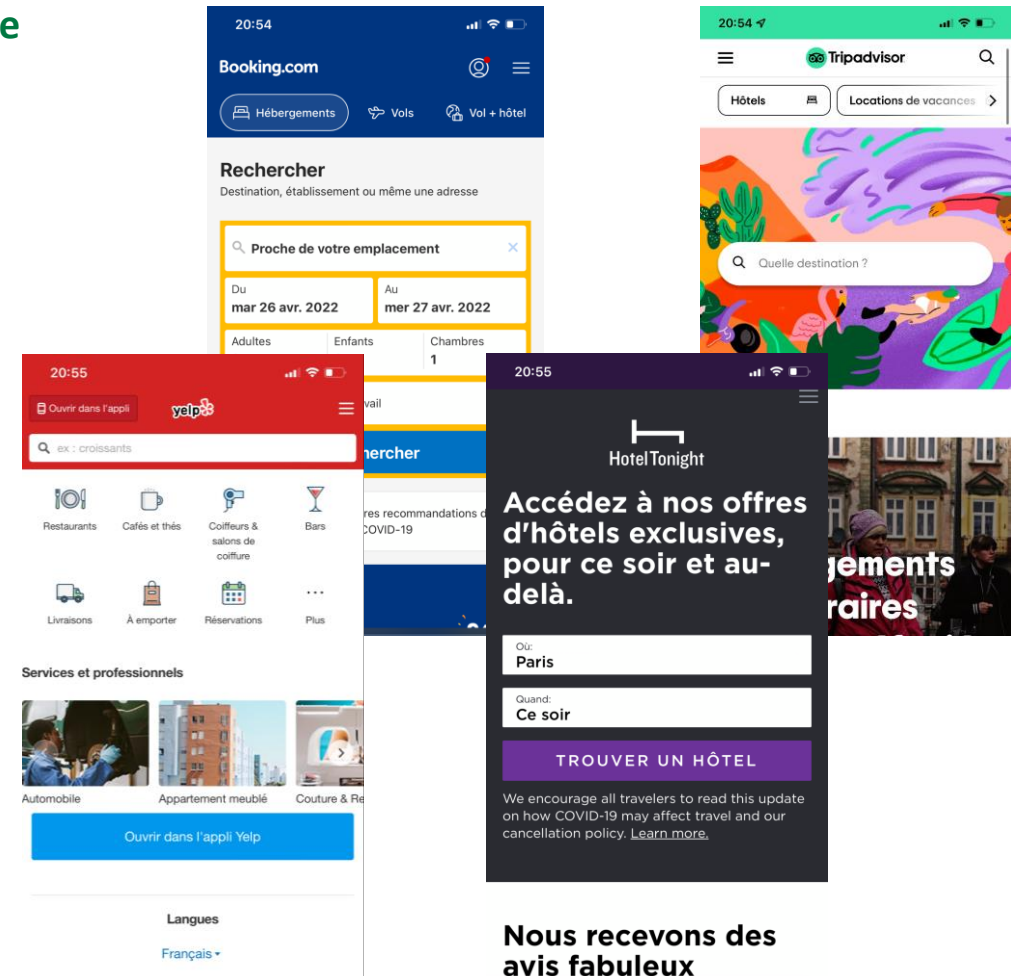 e
20:54
Booking.com
Hébergements
Vols
Vol + hôtel
Rechercher
Destination, établissement ou même une adresse
Proche de votre emplacement
Du
mar 26 avr. 2022
Au
mer 27 avr. 2022
Adultes
Enfants
Chambres
1
vail
hercher
res recommandations d
COVID-19
20:54
Tripadvisor
Hôtels
Locations de vacances
Quelle destination ?
gements
raires
20:55
Ouvrir dans l'appli
yelp
ex : croissants
Restaurants
Cafés et thés
Coiffeurs &
salons de
coiffure
Bars
Livraisons
À emporter
Réservations
Plus
Services et professionnels
Automobile
Appartement meublé
Couture & Re
Ouvrir dans l'appli Yelp
Langues
Français
20:55
HotelTonight
Accédez à nos offres
d'hôtels exclusives,
pour ce soir et au-
delà.
Où:
Paris
Quand:
Ce soir
TROUVER UN HÔTEL
We encourage all travelers to read this update
on how COVID-19 may affect travel and our
cancellation policy. Learn more.
Nous recevons des
avis fabuleux